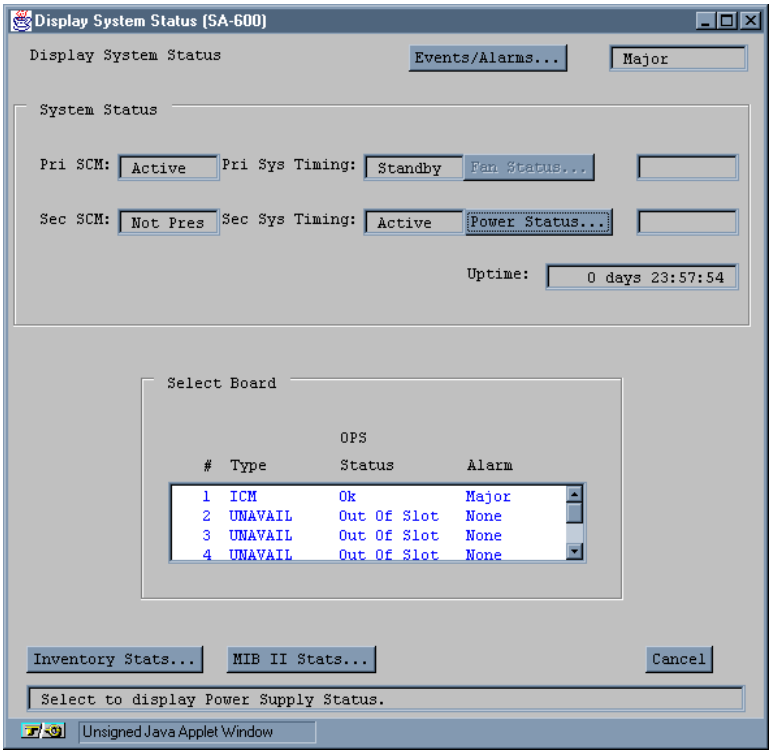 Display System Status (SA-600)
Display System Status Events/Alarms... Major
System Status
Pri SCM: Active Pri Sys Timing: Standby Fan Status...
Sec SCM: Not Pres Sec Sys Timing: Active Power Status...
Uptime: 0 days 23:57:54
Select Board
OPS
# Type Status Alarm
1 ICM Ok Major
2 UNAVAIL Out Of Slot None
3 UNAVAIL Out Of Slot None
4 UNAVAIL Out Of Slot None
Inventory Stats... MIB II Stats... Cancel
Select to display Power Supply Status.
Unsigned Java Applet Window